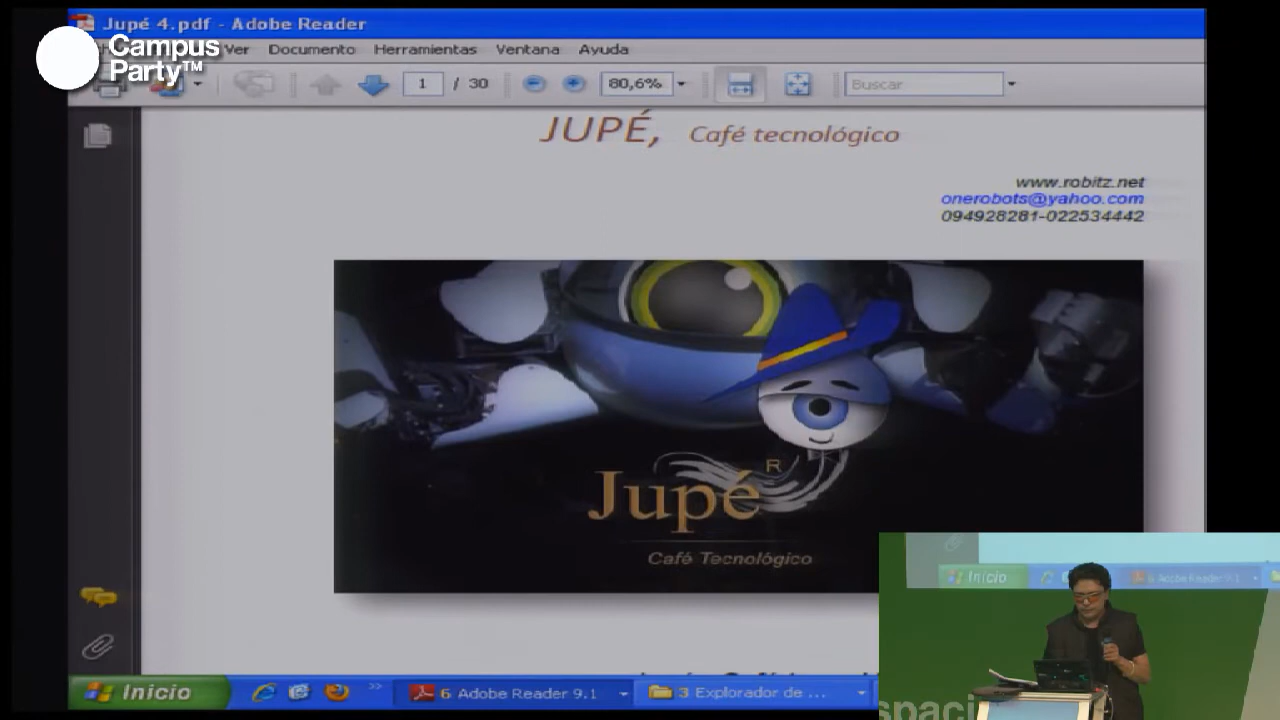 Jupé 4.pdf - Adobe Reader
Campus
Party™
Ver Documento Herramientas Ventana Ayuda
1 / 30 80,6% Buscar
JUPÉ, Café tecnológico
www.robitz.net
onerobots@yahoo.com
094928281-022534442
R
Jupé
Café Tecnológico
Inicio
Inicio 6 Adobe Reader 9.1 3 Explorador de ...
espaci